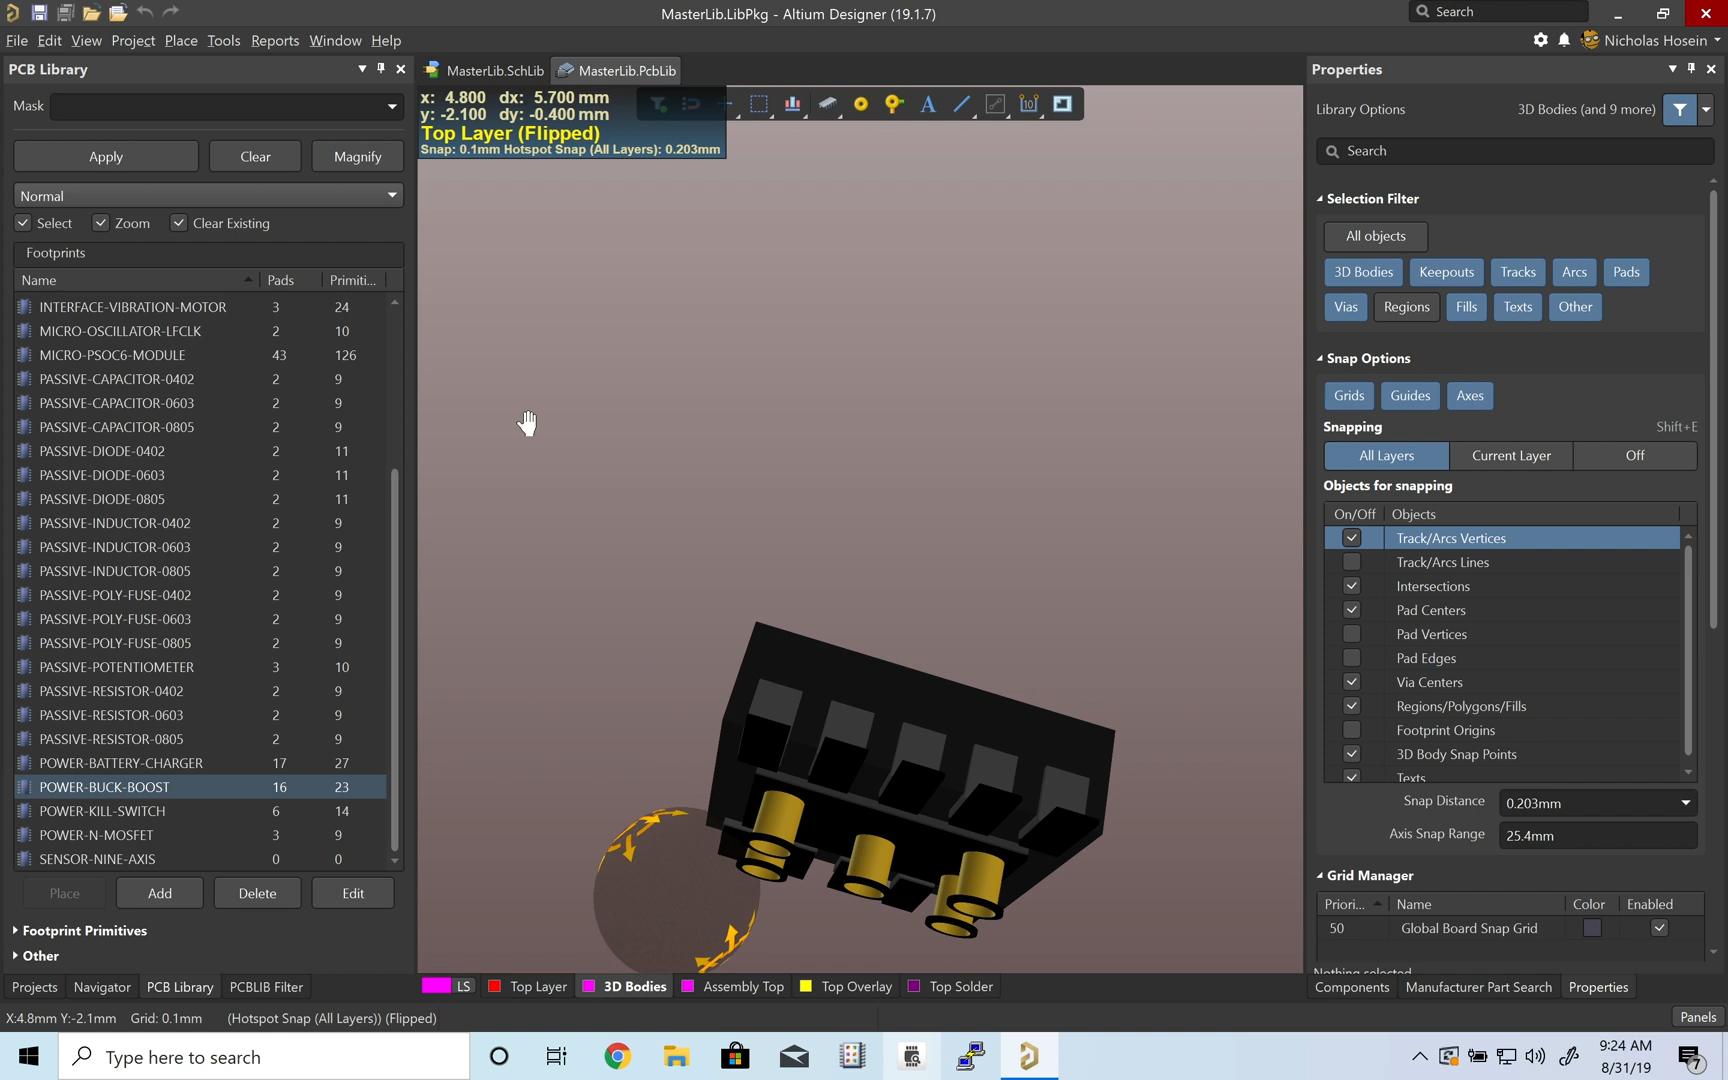 MasterLib.LibPkg - Altium Designer (19.1.7)
Search
File Edit View Project Place Tools Reports Window Help
Nicholas Hosein
PCB Library
MasterLib.SchLib
MasterLib.PcbLib
Properties
Mask
x: 4.800 dx: 5.700 mm
y: -2.100 dy: -0.400 mm
Top Layer (Flipped)
Snap: 0.1mm Hotspot Snap (All Layers): 0.203mm
Library Options
3D Bodies (and 9 more)
Search
Apply
Clear
Magnify
Normal
Select
Zoom
Clear Existing
Footprints
Name Pads Primiti...
INTERFACE-VIBRATION-MOTOR 3 24
MICRO-OSCILLATOR-LFCLK 2 10
MICRO-PSOC6-MODULE 43 126
PASSIVE-CAPACITOR-0402 2 9
PASSIVE-CAPACITOR-0603 2 9
PASSIVE-CAPACITOR-0805 2 9
PASSIVE-DIODE-0402 2 11
PASSIVE-DIODE-0603 2 11
PASSIVE-DIODE-0805 2 11
PASSIVE-INDUCTOR-0402 2 9
PASSIVE-INDUCTOR-0603 2 9
PASSIVE-INDUCTOR-0805 2 9
PASSIVE-POLY-FUSE-0402 2 9
PASSIVE-POLY-FUSE-0603 2 9
PASSIVE-POLY-FUSE-0805 2 9
PASSIVE-POTENTIOMETER 3 10
PASSIVE-RESISTOR-0402 2 9
PASSIVE-RESISTOR-0603 2 9
PASSIVE-RESISTOR-0805 2 9
POWER-BATTERY-CHARGER 17 27
POWER-BUCK-BOOST 16 23
POWER-KILL-SWITCH 6 14
POWER-N-MOSFET 3 9
SENSOR-NINE-AXIS 0 0
Place
Add
Delete
Edit
Footprint Primitives
Other
Projects
Navigator
PCB Library
PCBLIB Filter
Selection Filter
All objects
3D Bodies Keepouts Tracks Arcs Pads
Vias Regions Fills Texts Other
Snap Options
Grids Guides Axes
Snapping Shift+E
All Layers Current Layer Off
Objects for snapping
On/Off Objects
Track/Arcs Vertices
Track/Arcs Lines
Intersections
Pad Centers
Pad Vertices
Pad Edges
Via Centers
Regions/Polygons/Fills
Footprint Origins
3D Body Snap Points
Texts
Snap Distance 0.203mm
Axis Snap Range 25.4mm
Grid Manager
Priori... Name Color Enabled
50 Global Board Snap Grid
Nothing selected
LS
Top Layer
3D Bodies
Assembly Top
Top Overlay
Top Solder
Components
Manufacturer Part Search
Properties
X:4.8mm Y:-2.1mm Grid: 0.1mm (Hotspot Snap (All Layers)) (Flipped)
Panels
Type here to search
9:24 AM
8/31/19
7